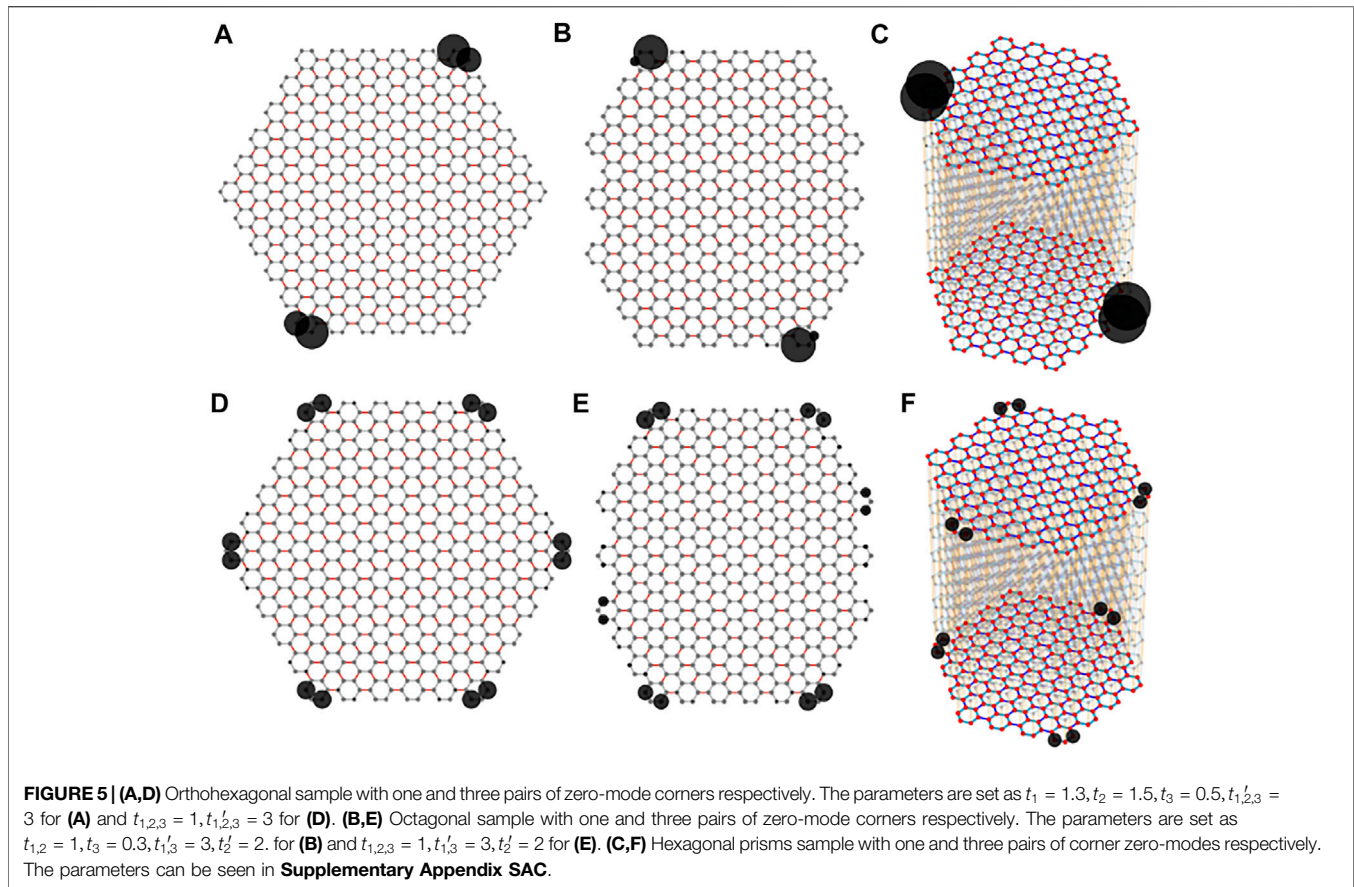 A
B
C
D
E
F
FIGURE 5 | (A,D) Orthohexagonal sample with one and three pairs of zero-mode corners respectively. The parameters are set as t₁ = 1.3, t₂ = 1.5, t₃ = 0.5, t′₁,₂,₃ =
3 for (A) and t₁,₂,₃ = 1, t′₁,₂,₃ = 3 for (D). (B,E) Octagonal sample with one and three pairs of zero-mode corners respectively. The parameters are set as
t₁,₂ = 1, t₃ = 0.3, t′₁,₃ = 3, t′₂ = 2. for (B) and t₁,₂,₃ = 1, t′₁,₃ = 3, t′₂ = 2 for (E). (C,F) Hexagonal prisms sample with one and three pairs of corner zero-modes respectively.
The parameters can be seen in Supplementary Appendix SAC.